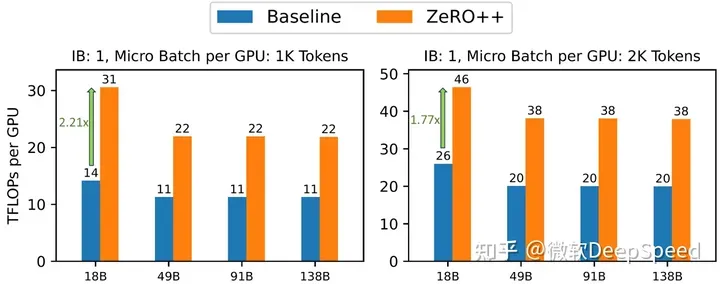 Baseline ZeRO++
IB: 1, Micro Batch per GPU: 1K Tokens
TFLOPs per GPU
30
20
10
0
2.21x
14 31
11 22
11 22
11 22
18B 49B 91B 138B
IB: 1, Micro Batch per GPU: 2K Tokens
50
40
30
20
10
0
1.77x
26 46
20 38
20 38
20 38
18B 49B 91B 138B
知乎 @微软DeepSpeed